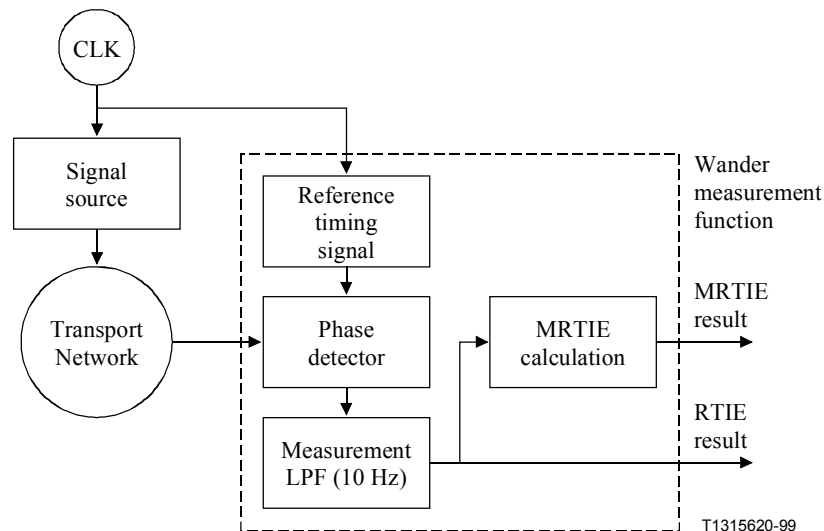 CLK
Signal
source
Transport
Network
Reference
timing
signal
Phase
detector
Measurement
LPF (10 Hz)
MRTIE
calculation
Wander
measurement
function
MRTIE
result
RTIE
result
T1315620-99